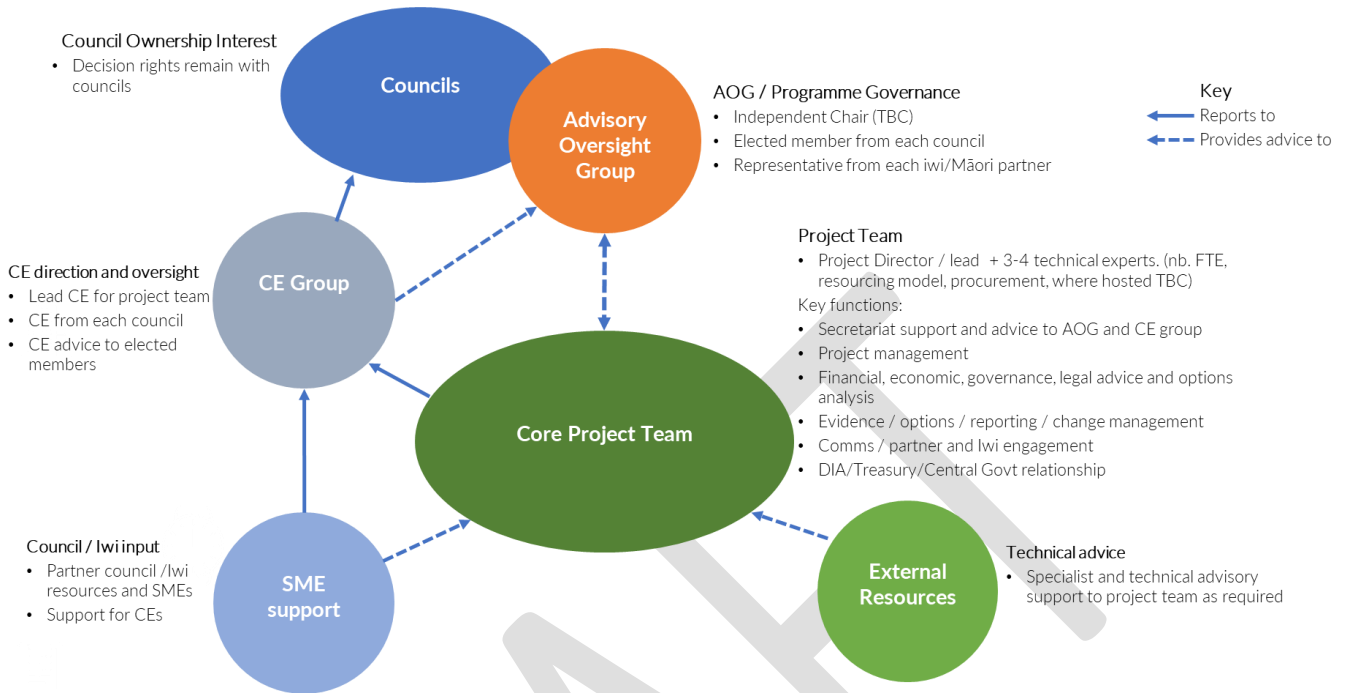 Council Ownership Interest
• Decision rights remain with
councils
Councils
Advisory
Oversight
Group
AOG / Programme Governance
• Independent Chair (TBC)
• Elected member from each council
• Representative from each iwi/Māori partner
Key
Reports to
Provides advice to
CE direction and oversight
• Lead CE for project team
• CE from each council
• CE advice to elected
members
CE Group
Project Team
• Project Director / lead + 3-4 technical experts. (nb. FTE,
resourcing model, procurement, where hosted TBC)
Key functions:
• Secretariat support and advice to AOG and CE group
• Project management
• Financial, economic, governance, legal advice and options
analysis
• Evidence / options / reporting / change management
• Comms / partner and Iwi engagement
• DIA/Treasury/Central Govt relationship
Core Project Team
Council / Iwi input
• Partner council /Iwi
resources and SMEs
• Support for CEs
SME
support
External
Resources
Technical advice
• Specialist and technical advisory
support to project team as required